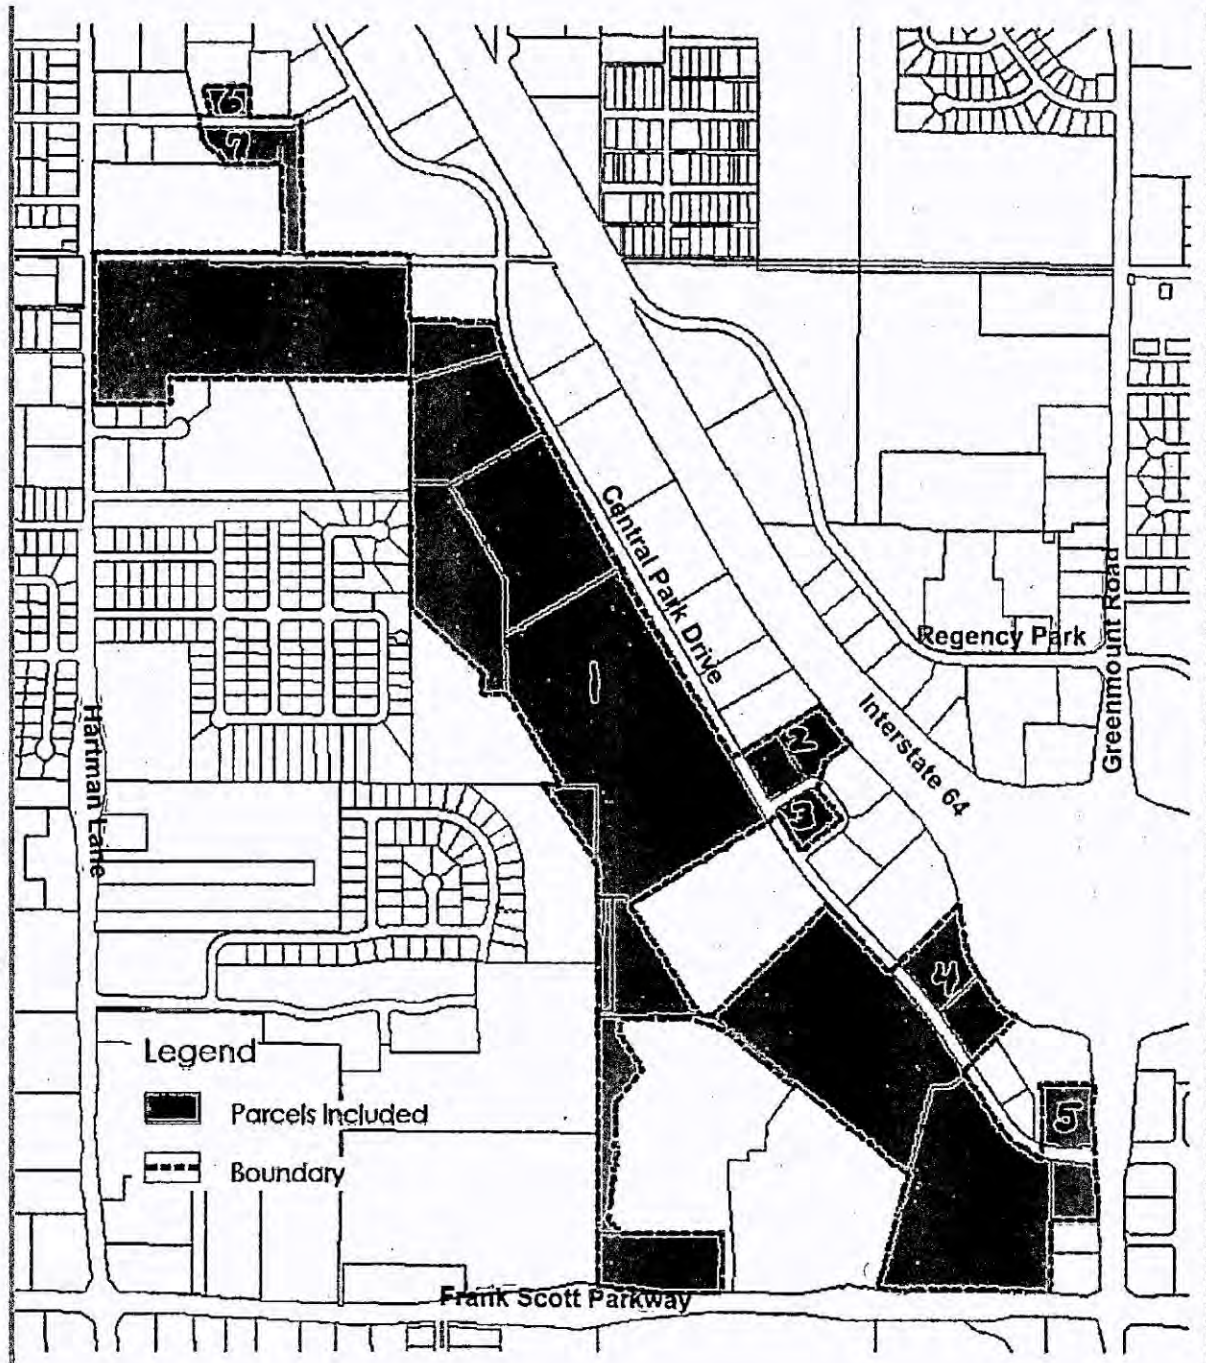 6
7
Central Park Drive
Regency Park
Greenmount Road
1
2
Interstate 64
3
Hartman Lane
4
Legend
Parcels Included
5
Boundary
Frank Scott Parkway